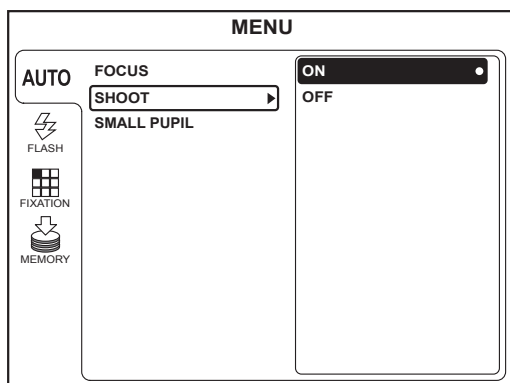 MENU
AUTO
FLASH
FIXATION
MEMORY
FOCUS
SHOOT
SMALL PUPIL
ON
OFF